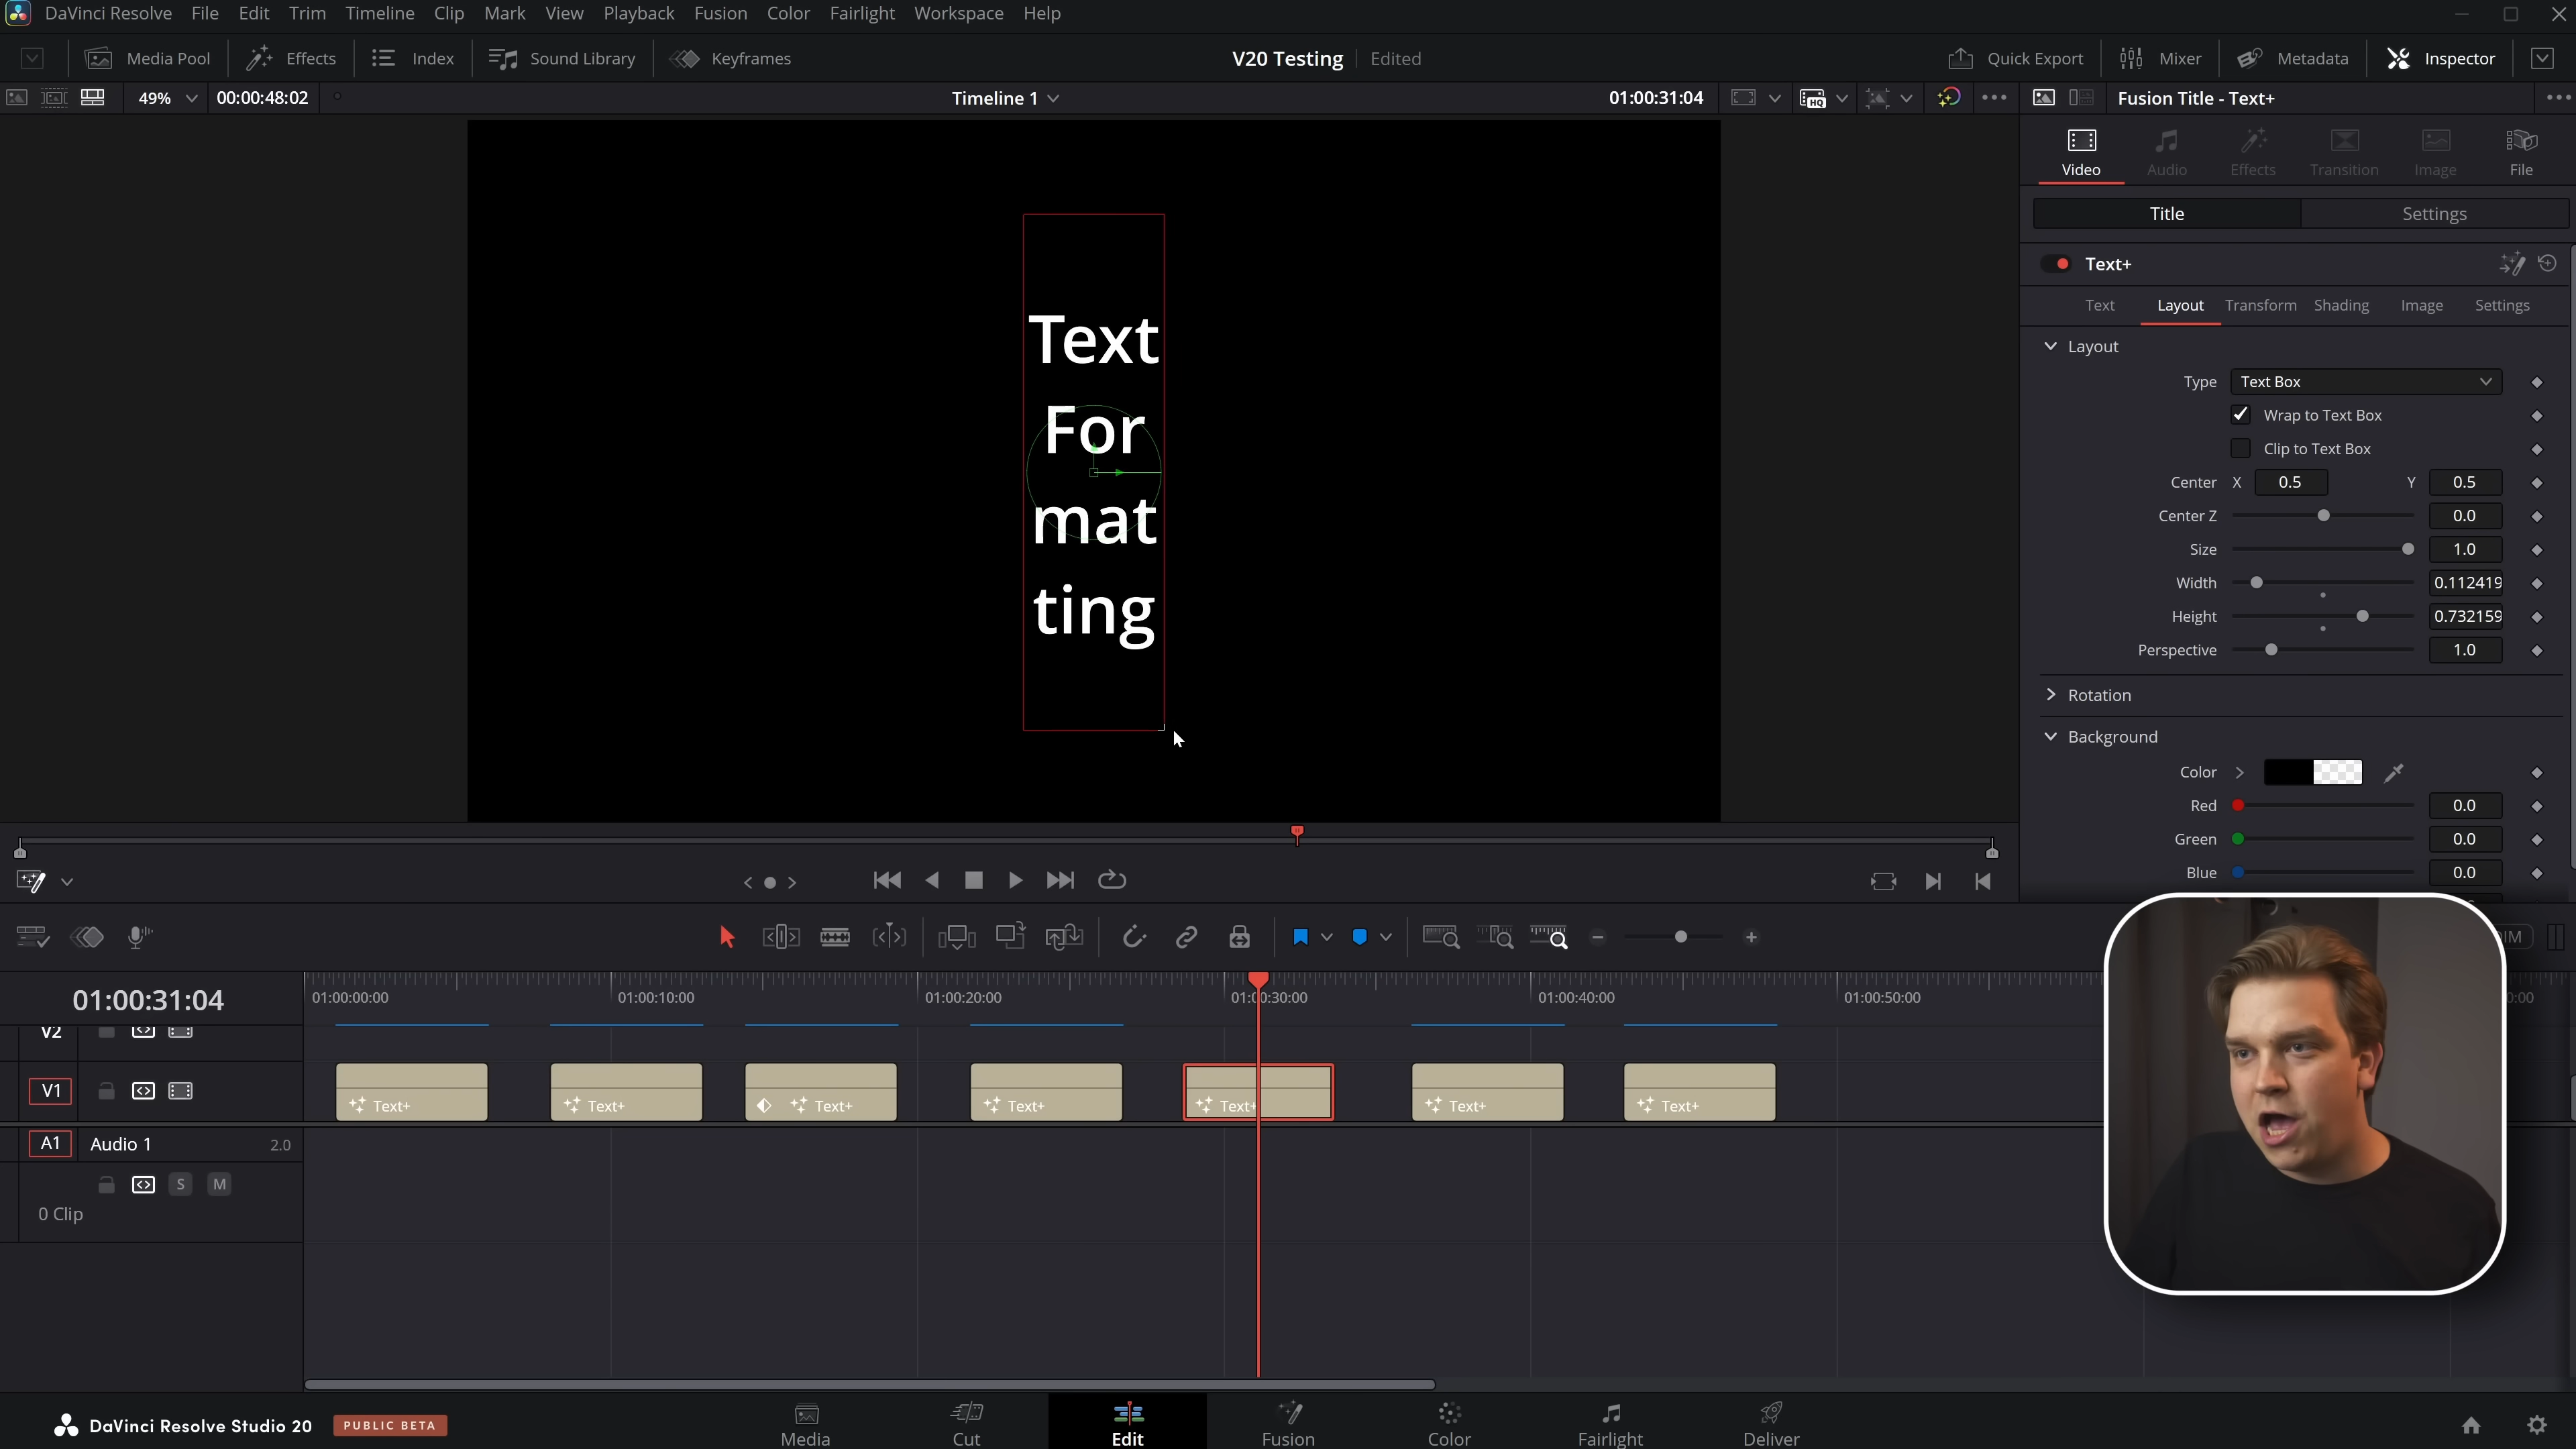 DaVinci Resolve File Edit Trim Timeline Clip Mark View Playback Fusion Color Fairlight Workspace Help
Media Pool Effects Index Sound Library Keyframes V20 Testing Edited Quick Export Mixer Metadata Inspector
49% 00:00:48:02 Timeline 1 01:00:31:04 HQ Fusion Title - Text+
Video Audio Effects Transition Image File
Title Settings
Text+
Text Layout Transform Shading Image Settings
Layout
Type Text Box
Wrap to Text Box
Clip to Text Box
Center X 0.5 Y 0.5
Center Z 0.0
Size 1.0
Width 0.112419
Height 0.732159
Perspective 1.0
Rotation
Background
Color
Red 0.0
Green 0.0
Blue 0.0
Text
For
mat
ting
01:00:31:04
01:00:00:00 01:00:10:00 01:00:20:00 01:00:30:00 01:00:40:00 01:00:50:00
V2
V1
Text+ Text+ Text+ Text+ Text+ Text+ Text+
A1 Audio 1 2.0
S M
0 Clip
DaVinci Resolve Studio 20 PUBLIC BETA
Media Cut Edit Fusion Color Fairlight Deliver